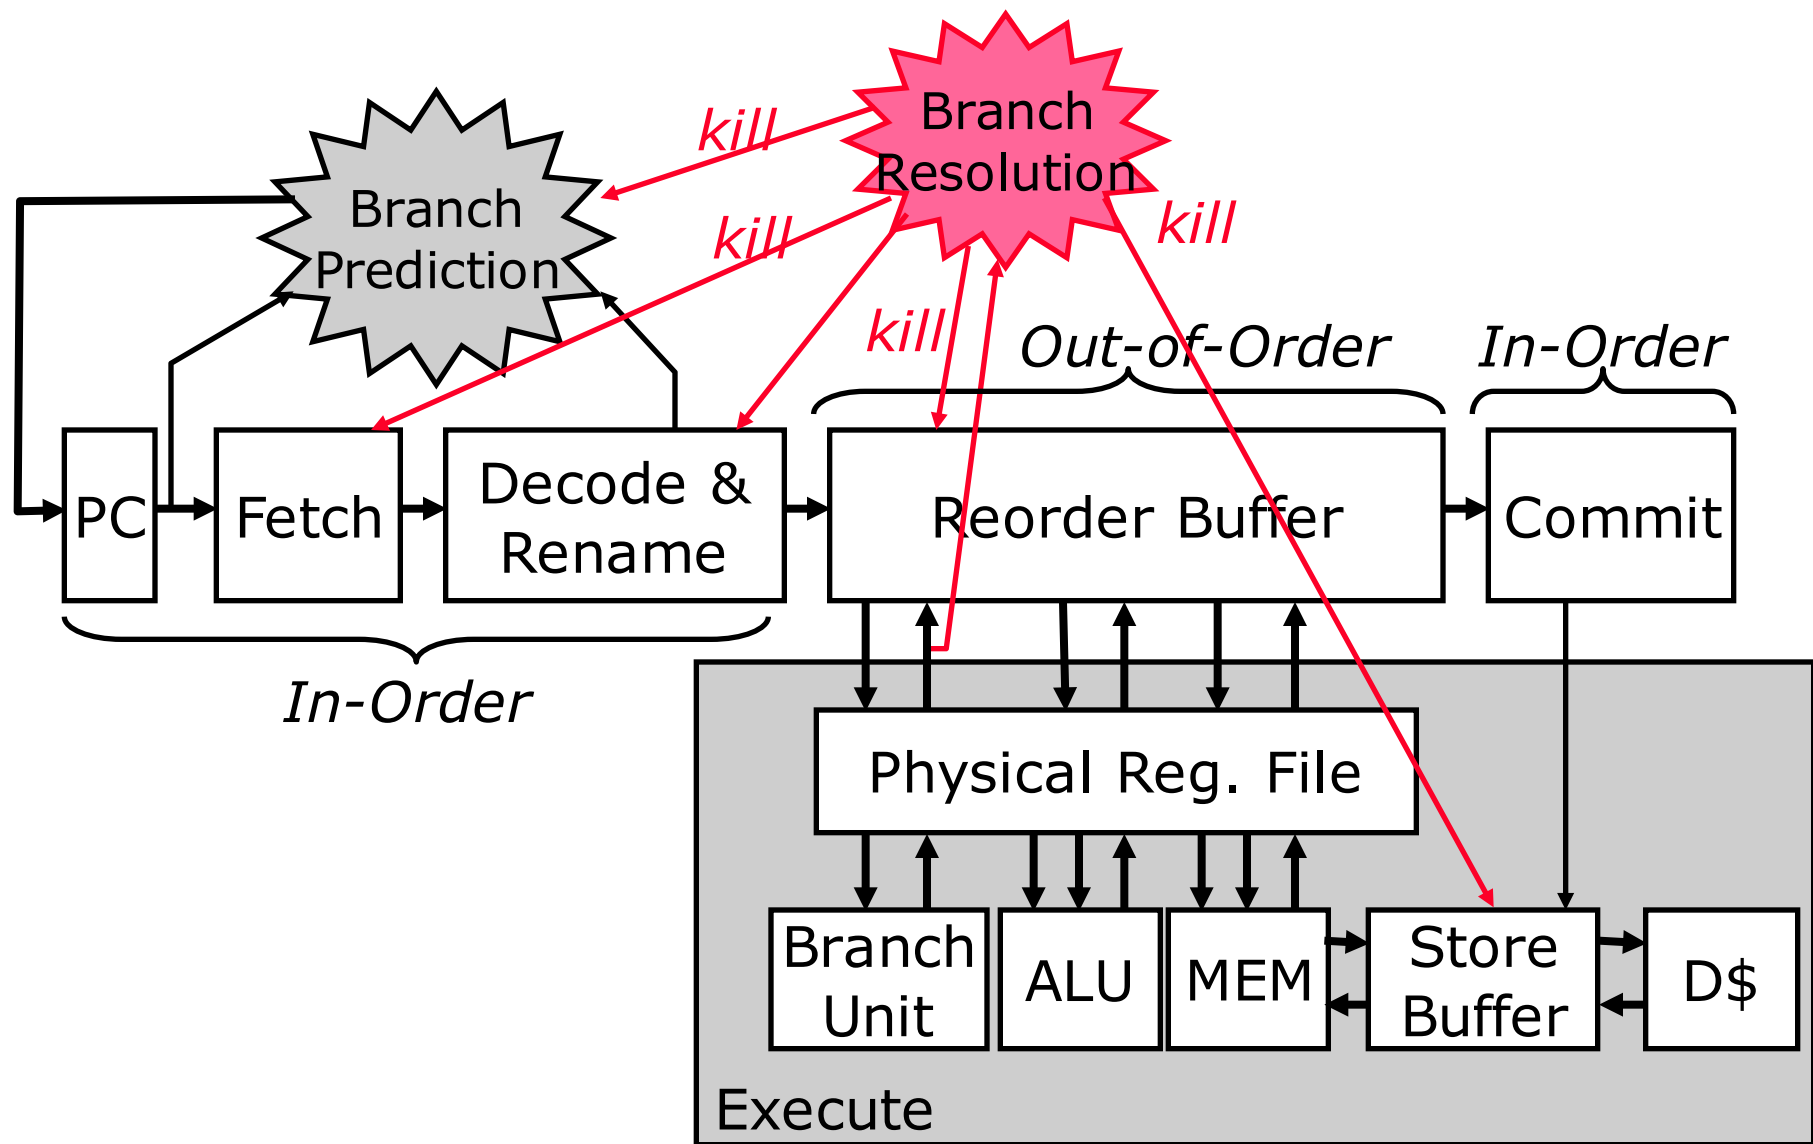 Branch
Resolution
kill
Branch
Prediction
kill
kill
kill
Out-of-Order
In-Order
PC
Fetch
Decode &
Rename
Reorder Buffer
Commit
In-Order
Physical Reg. File
Branch
Unit
ALU
MEM
Store
Buffer
D$
Execute